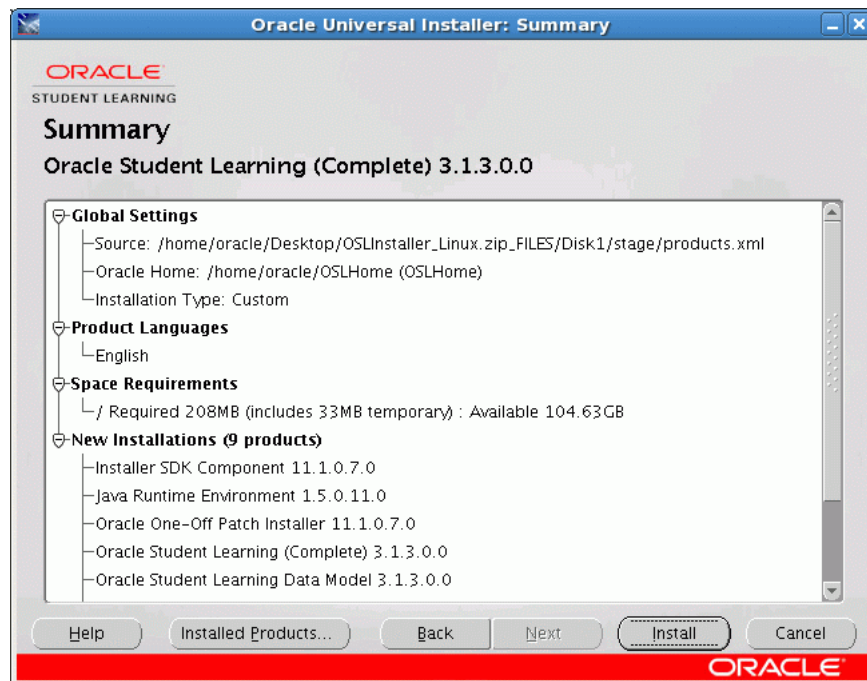 Oracle Universal Installer: Summary
ORACLE
STUDENT LEARNING
Summary
Oracle Student Learning (Complete) 3.1.3.0.0
Global Settings
Source: /home/oracle/Desktop/OSLInstaller_Linux.zip_FILES/Disk1/stage/products.xml
Oracle Home: /home/oracle/OSLHome (OSLHome)
Installation Type: Custom
Product Languages
English
Space Requirements
/ Required 208MB (includes 33MB temporary) : Available 104.63GB
New Installations (9 products)
Installer SDK Component 11.1.0.7.0
Java Runtime Environment 1.5.0.11.0
Oracle One-Off Patch Installer 11.1.0.7.0
Oracle Student Learning (Complete) 3.1.3.0.0
Oracle Student Learning Data Model 3.1.3.0.0
Help Installed Products... Back Next Install Cancel
ORACLE